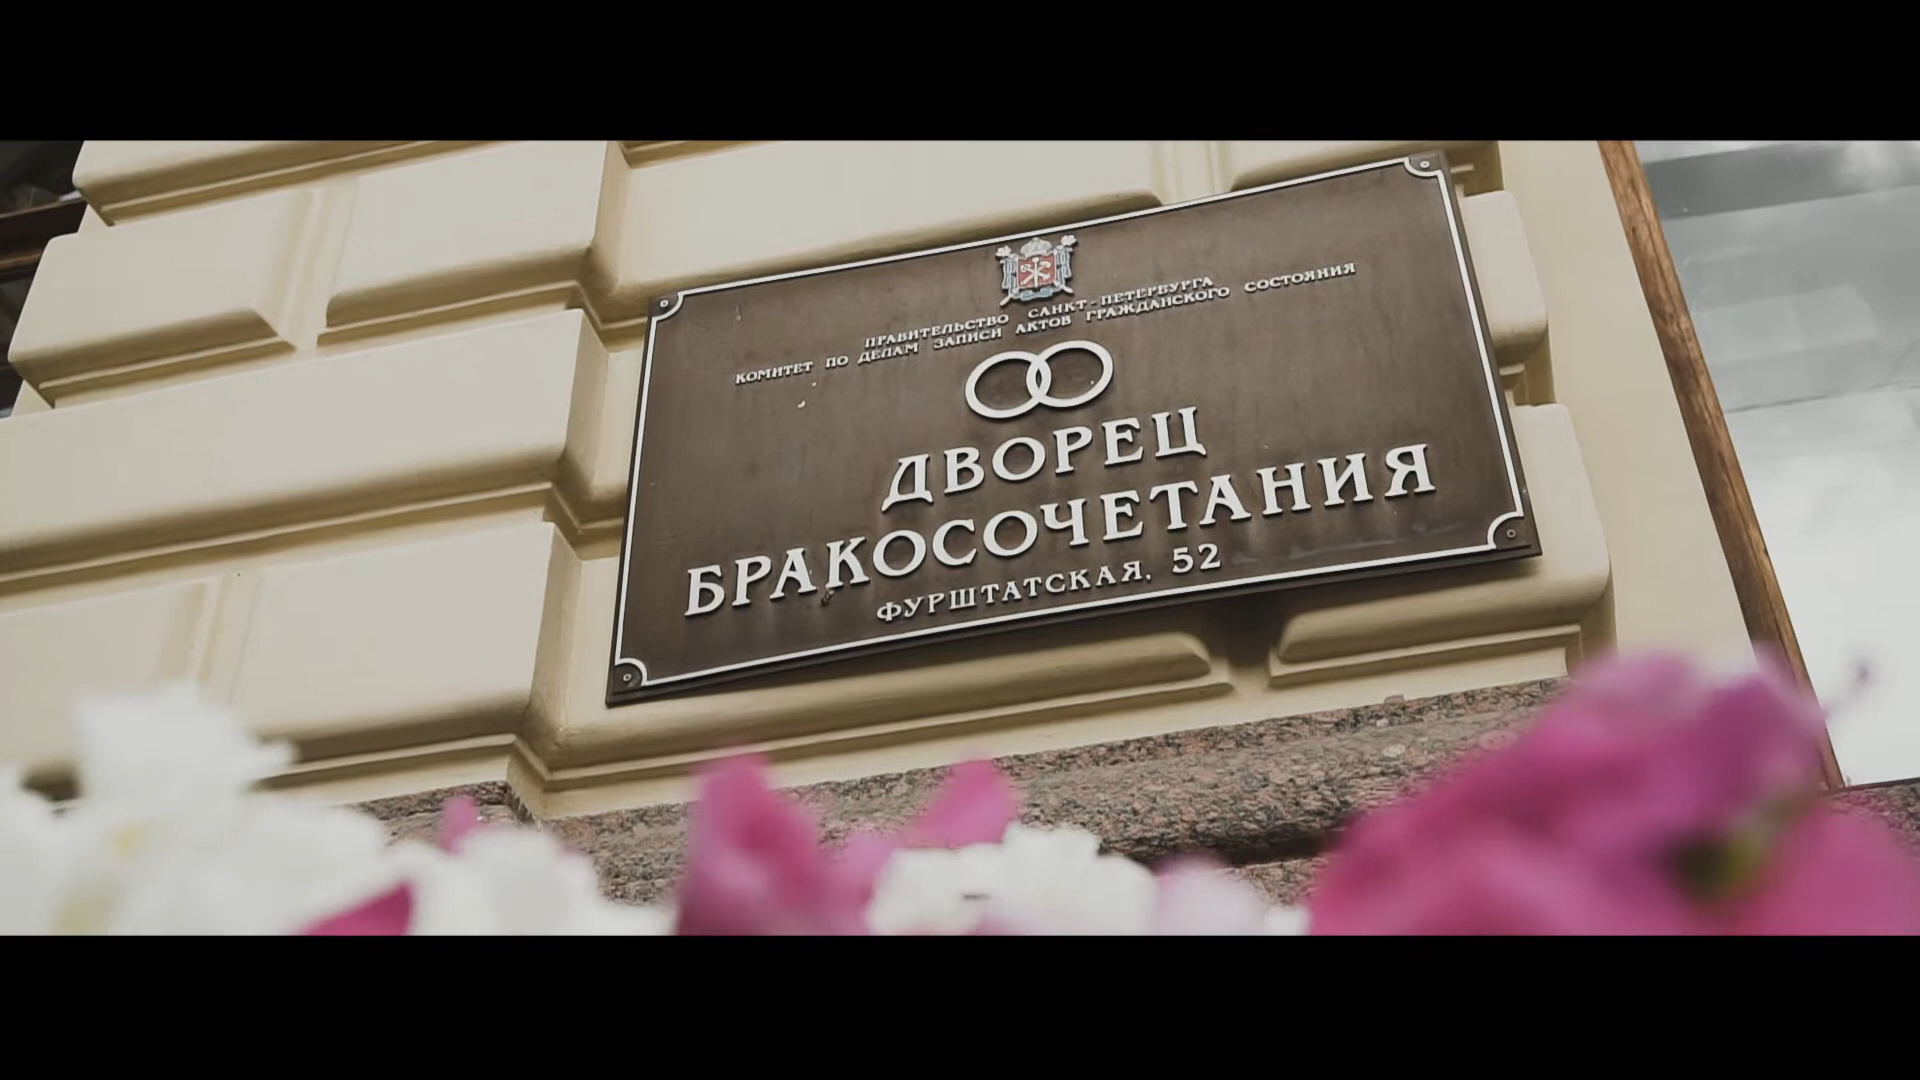 ПРАВИТЕЛЬСТВО САНКТ-ПЕТЕРБУРГА
КОМИТЕТ ПО ДЕЛАМ ЗАПИСИ АКТОВ ГРАЖДАНСКОГО СОСТОЯНИЯ
ДВОРЕЦ
БРАКОСОЧЕТАНИЯ
ФУРШТАТСКАЯ, 52